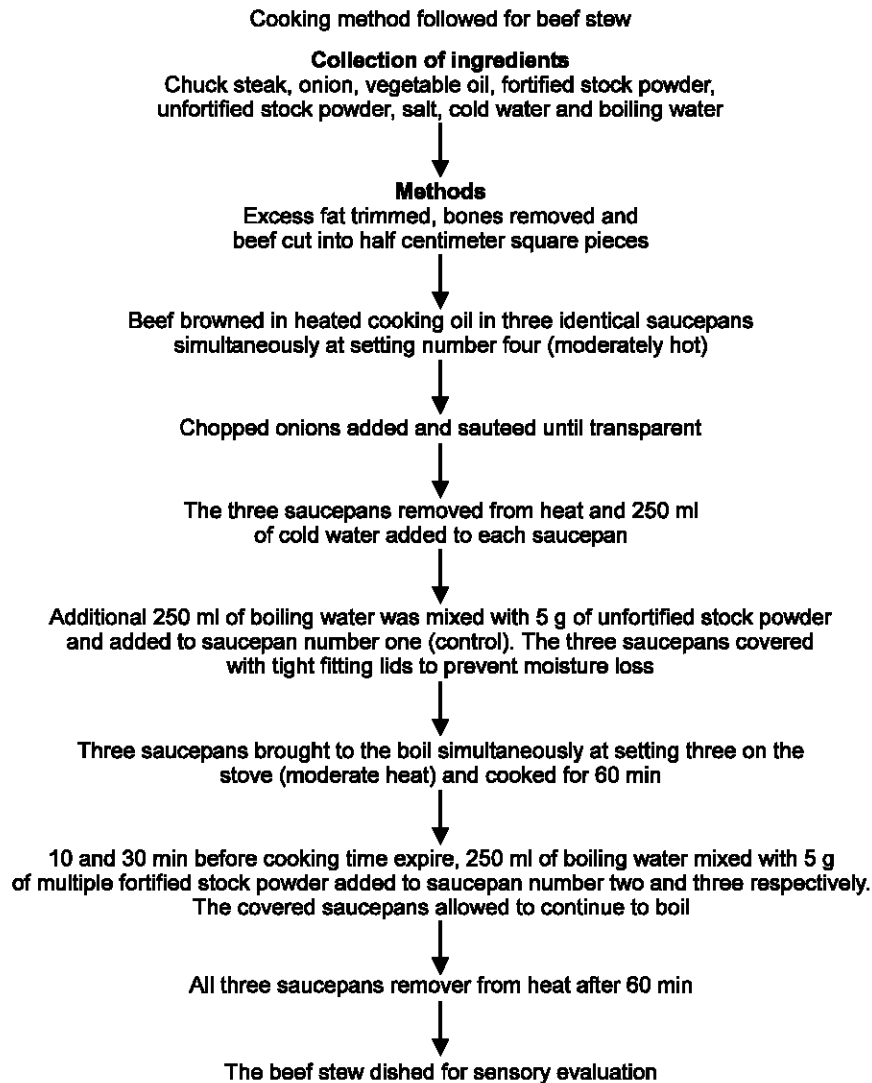 Cooking method followed for beef stew
Collection of ingredients
Chuck steak, onion, vegetable oil, fortified stock powder,
unfortified stock powder, salt, cold water and boiling water
Methods
Excess fat trimmed, bones removed and
beef cut into half centimeter square pieces
Beef browned in heated cooking oil in three identical saucepans
simultaneously at setting number four (moderately hot)
Chopped onions added and sauteed until transparent
The three saucepans removed from heat and 250 ml
of cold water added to each saucepan
Additional 250 ml of boiling water was mixed with 5 g of unfortified stock powder
and added to saucepan number one (control). The three saucepans covered
with tight fitting lids to prevent moisture loss
Three saucepans brought to the boil simultaneously at setting three on the
stove (moderate heat) and cooked for 60 min
10 and 30 min before cooking time expire, 250 ml of boiling water mixed with 5 g
of multiple fortified stock powder added to saucepan number two and three respectively.
The covered saucepans allowed to continue to boil
All three saucepans remover from heat after 60 min
The beef stew dished for sensory evaluation